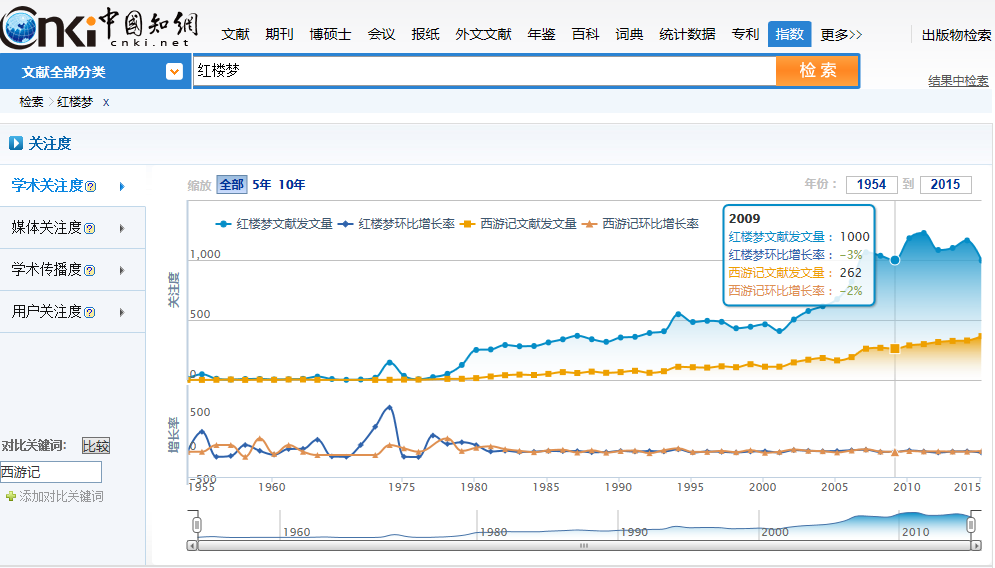 cnki中国知網
cnki.net
文献 期刊 博硕士 会议 报纸 外文文献 年鉴 百科 词典 统计数据 专利 指数 更多>> 出版物检索
文献全部分类 红楼梦 检 索 结果中检索
检索 > 红楼梦 x
关注度
学术关注度?
媒体关注度?
学术传播度?
用户关注度?
对比关键词: 比较
西游记
添加对比关键词
缩放 全部 5年 10年 年份： 1954 到 2015
红楼梦文献发文量 红楼梦环比增长率 西游记文献发文量 西游记环比增长率
2009
红楼梦文献发文量： 1000
红楼梦环比增长率： -3%
西游记文献发文量： 262
西游记环比增长率： -2%
关注度
1,000
500
0
增长率
500
0
-500
1955 1960 1975 1980 1985 1990 1995 2000 2005 2010 2015
1960 1980 1990 2000 2010